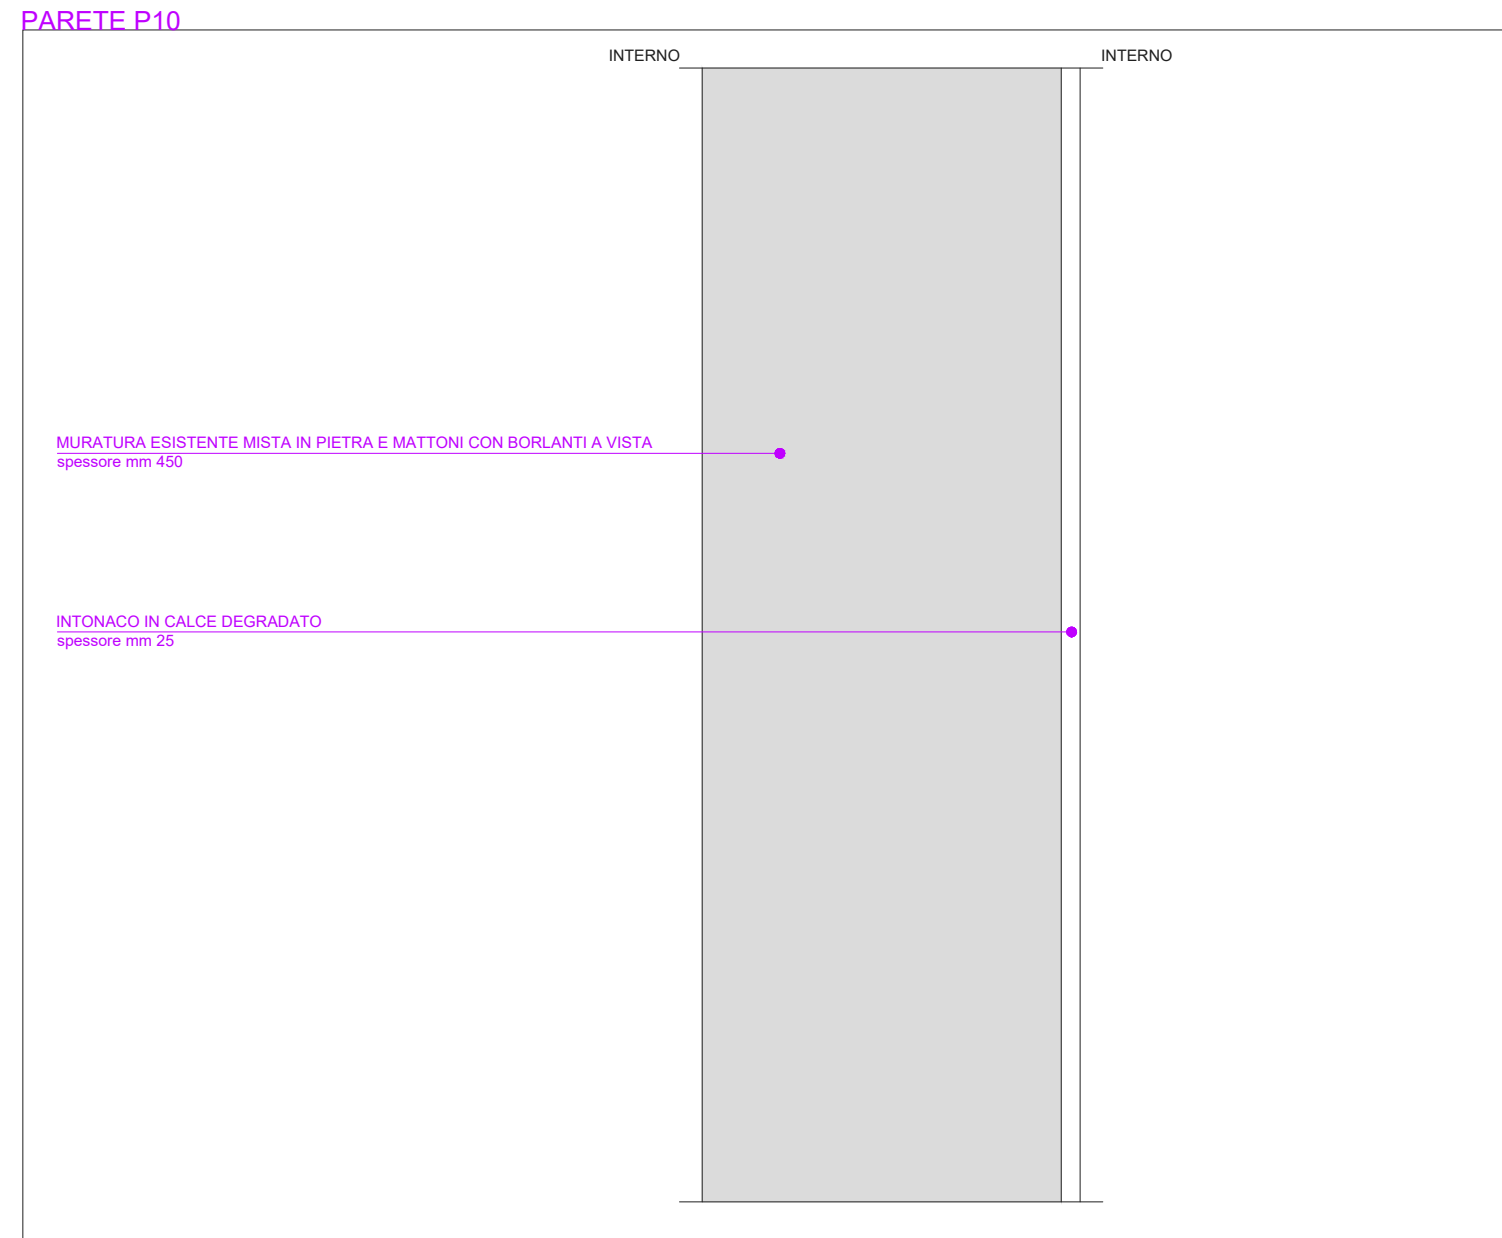 PARETE P10
INTERNO
INTERNO
MURATURA ESISTENTE MISTA IN PIETRA E MATTONI CON BORLANTI A VISTA
spessore mm 450
INTONACO IN CALCE DEGRADATO
spessore mm 25